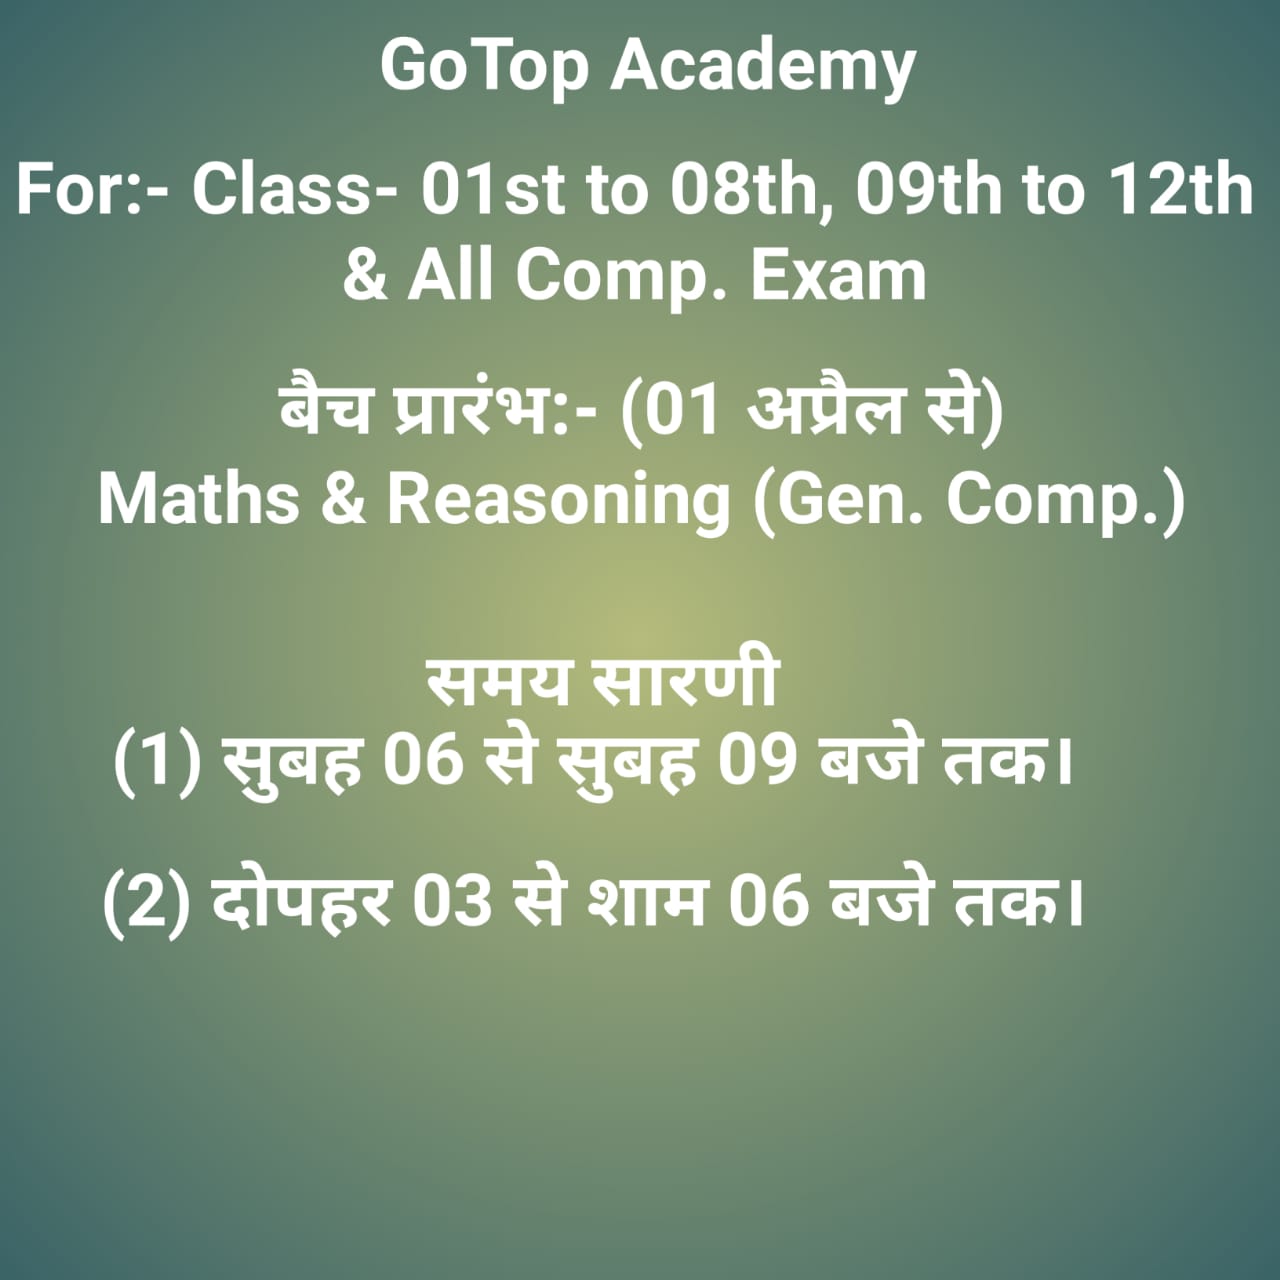 GoTop Academy
For:- Class- 01st to 08th, 09th to 12th
& All Comp. Exam
बैच प्रारंभ:- (01 अप्रैल से)
Maths & Reasoning (Gen. Comp.)
समय सारणी
(1) सुबह 06 से सुबह 09 बजे तक।
(2) दोपहर 03 से शाम 06 बजे तक।